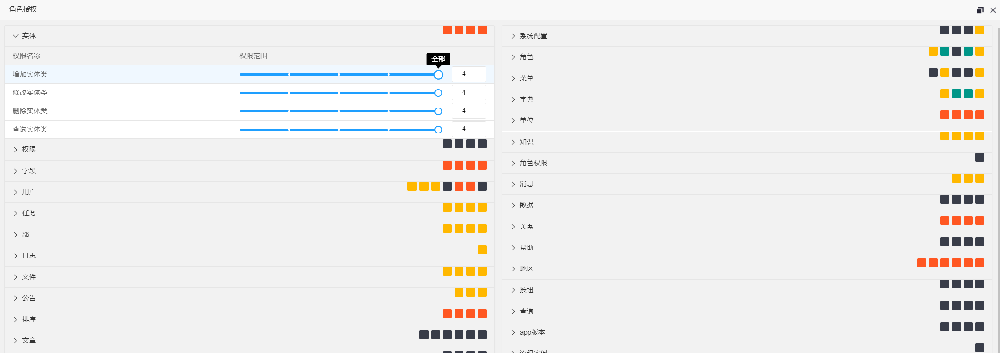 角色授权
实体
权限名称 权限范围
全部
增加实体类 4
修改实体类 4
删除实体类 4
查询实体类 4
权限
字段
用户
任务
部门
日志
文件
公告
排序
文章
系统配置
角色
菜单
字典
单位
知识
角色权限
消息
数据
关系
帮助
地区
按钮
查询
app版本
流程实例